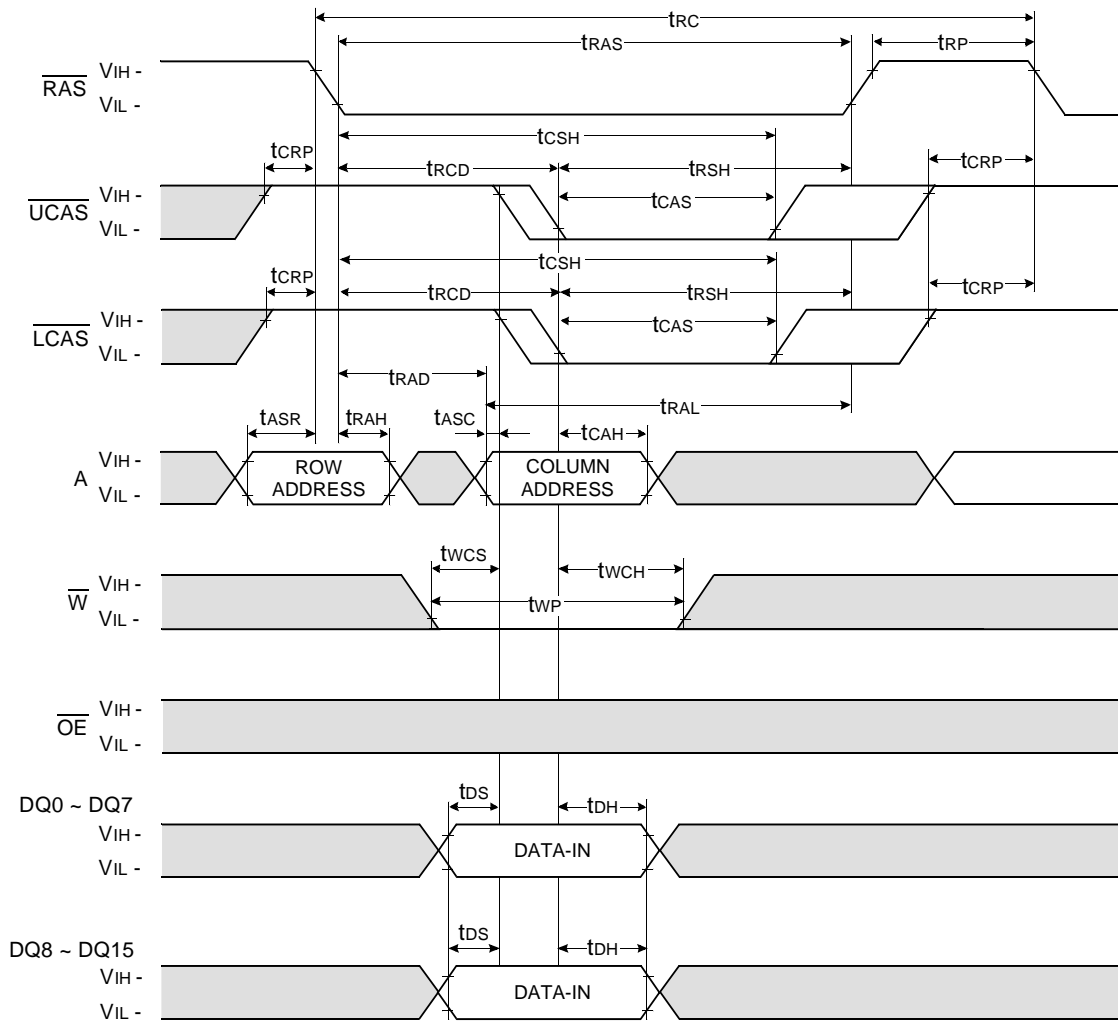 tRC
tRAS
tRP
RAS
VIH -
VIL -
tCSH
tCRP
tRCD
tRSH
tCRP
UCAS
VIH -
VIL -
tCAS
tCSH
tCRP
tRCD
tRSH
tCRP
LCAS
VIH -
VIL -
tCAS
tRAD
tRAL
tASR
tRAH
tASC
tCAH
A
VIH -
VIL -
ROW
ADDRESS
COLUMN
ADDRESS
tWCS
tWCH
W
VIH -
VIL -
tWP
OE
VIH -
VIL -
DQ0 ~ DQ7
tDS
tDH
VIH -
VIL -
DATA-IN
DQ8 ~ DQ15
tDS
tDH
VIH -
VIL -
DATA-IN